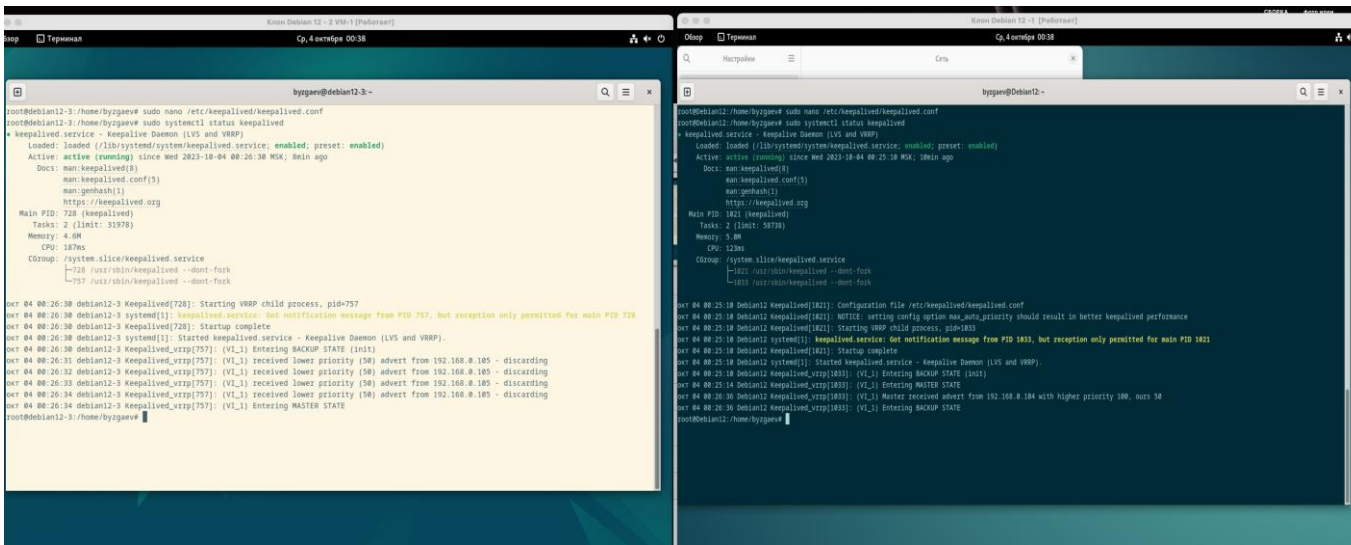 Клон Debian 12 - 2 VM-1 [Работает]
Обзор Терминал Ср, 4 октября 00:38
byzgaev@debian12-3: ~
root@debian12-3:/home/byzgaev# sudo nano /etc/keepalived/keepalived.conf
root@debian12-3:/home/byzgaev# sudo systemctl status keepalived
● keepalived.service - Keepalive Daemon (LVS and VRRP)
Loaded: loaded (/lib/systemd/system/keepalived.service; enabled; preset: enabled)
Active: active (running) since Wed 2023-10-04 00:26:30 MSK; 8min ago
Docs: man:keepalived(8)
man:keepalived.conf(5)
man:genhash(1)
https://keepalived.org
Main PID: 728 (keepalived)
Tasks: 2 (limit: 31978)
Memory: 4.6M
CPU: 187ms
CGroup: /system.slice/keepalived.service
├─728 /usr/sbin/keepalived --dont-fork
└─757 /usr/sbin/keepalived --dont-fork
окт 04 00:26:30 debian12-3 Keepalived[728]: Starting VRRP child process, pid=757
окт 04 00:26:30 debian12-3 systemd[1]: keepalived.service: Got notification message from PID 757, but reception only permitted for main PID 728
окт 04 00:26:30 debian12-3 Keepalived[728]: Startup complete
окт 04 00:26:30 debian12-3 systemd[1]: Started keepalived.service - Keepalive Daemon (LVS and VRRP).
окт 04 00:26:30 debian12-3 Keepalived_vrrp[757]: (VI_1) Entering BACKUP STATE (init)
окт 04 00:26:31 debian12-3 Keepalived_vrrp[757]: (VI_1) received lower priority (50) advert from 192.168.0.105 - discarding
окт 04 00:26:32 debian12-3 Keepalived_vrrp[757]: (VI_1) received lower priority (50) advert from 192.168.0.105 - discarding
окт 04 00:26:33 debian12-3 Keepalived_vrrp[757]: (VI_1) received lower priority (50) advert from 192.168.0.105 - discarding
окт 04 00:26:34 debian12-3 Keepalived_vrrp[757]: (VI_1) received lower priority (50) advert from 192.168.0.105 - discarding
окт 04 00:26:34 debian12-3 Keepalived_vrrp[757]: (VI_1) Entering MASTER STATE
root@debian12-3:/home/byzgaev#
Клон Debian 12 -1 [Работает]
Обзор Терминал Ср, 4 октября 00:38
Настройки Сеть
byzgaev@Debian12: ~
root@Debian12:/home/byzgaev# sudo nano /etc/keepalived/keepalived.conf
root@Debian12:/home/byzgaev# sudo systemctl status keepalived
● keepalived.service - Keepalive Daemon (LVS and VRRP)
Loaded: loaded (/lib/systemd/system/keepalived.service; enabled; preset: enabled)
Active: active (running) since Wed 2023-10-04 00:25:10 MSK; 10min ago
Docs: man:keepalived(8)
man:keepalived.conf(5)
man:genhash(1)
https://keepalived.org
Main PID: 1021 (keepalived)
Tasks: 2 (limit: 58738)
Memory: 5.0M
CPU: 123ms
CGroup: /system.slice/keepalived.service
├─1021 /usr/sbin/keepalived --dont-fork
└─1033 /usr/sbin/keepalived --dont-fork
окт 04 00:25:10 Debian12 Keepalived[1021]: Configuration file /etc/keepalived/keepalived.conf
окт 04 00:25:10 Debian12 Keepalived[1021]: NOTICE: setting config option max_auto_priority should result in better keepalived performance
окт 04 00:25:10 Debian12 Keepalived[1021]: Starting VRRP child process, pid=1033
окт 04 00:25:10 Debian12 systemd[1]: keepalived.service: Got notification message from PID 1033, but reception only permitted for main PID 1021
окт 04 00:25:10 Debian12 Keepalived[1021]: Startup complete
окт 04 00:25:10 Debian12 systemd[1]: Started keepalived.service - Keepalive Daemon (LVS and VRRP).
окт 04 00:25:10 Debian12 Keepalived_vrrp[1033]: (VI_1) Entering BACKUP STATE (init)
окт 04 00:25:14 Debian12 Keepalived_vrrp[1033]: (VI_1) Entering MASTER STATE
окт 04 00:26:36 Debian12 Keepalived_vrrp[1033]: (VI_1) Master received advert from 192.168.0.104 with higher priority 100, ours 50
окт 04 00:26:36 Debian12 Keepalived_vrrp[1033]: (VI_1) Entering BACKUP STATE
root@Debian12:/home/byzgaev#